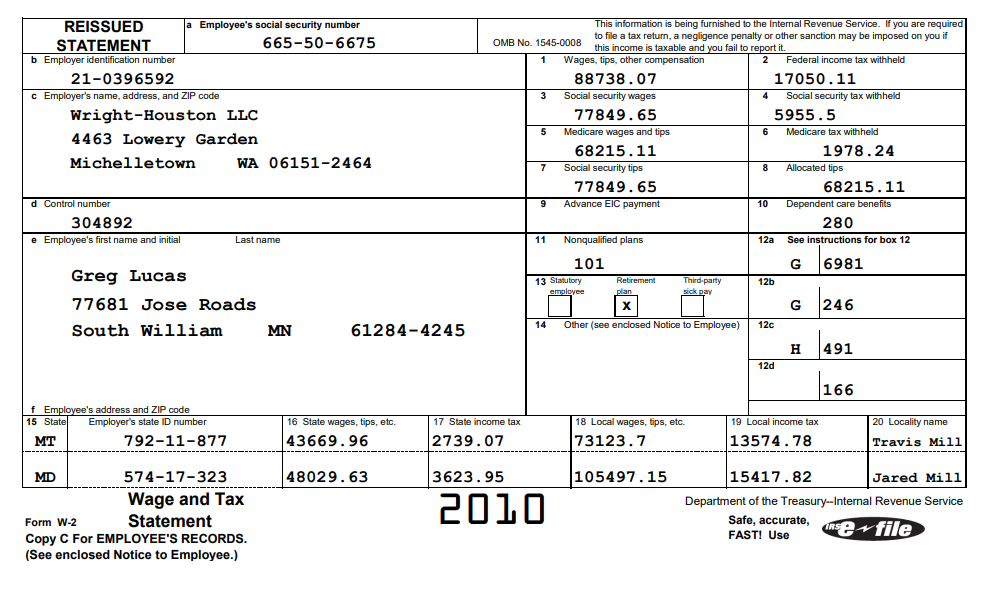 REISSUED
STATEMENT
a Employee's social security number
665-50-6675
OMB No. 1545-0008
This information is being furnished to the Internal Revenue Service. If you are required
to file a tax return, a negligence penalty or other sanction may be imposed on you if
this income is taxable and you fail to report it.
b Employer identification number
21-0396592
1 Wages, tips, other compensation
88738.07
2 Federal income tax withheld
17050.11
c Employer's name, address, and ZIP code
Wright-Houston LLC
4463 Lowery Garden
Michelletown WA 06151-2464
3 Social security wages
77849.65
4 Social security tax withheld
5955.5
5 Medicare wages and tips
68215.11
6 Medicare tax withheld
1978.24
7 Social security tips
77849.65
8 Allocated tips
68215.11
d Control number
304892
9 Advance EIC payment
10 Dependent care benefits
280
e Employee's first name and initial Last name
Greg Lucas
77681 Jose Roads
South William MN 61284-4245
11 Nonqualified plans
101
12a See instructions for box 12
G 6981
13 Statutory employee
Retirement plan
x
Third-party sick pay
12b
G 246
14 Other (see enclosed Notice to Employee)
12c
H 491
12d
166
f Employee's address and ZIP code
15 State Employer's state ID number 16 State wages, tips, etc. 17 State income tax 18 Local wages, tips, etc. 19 Local income tax 20 Locality name
MT 792-11-877 43669.96 2739.07 73123.7 13574.78 Travis Mill
MD 574-17-323 48029.63 3623.95 105497.15 15417.82 Jared Mill
Form W-2
Wage and Tax
Statement
2010
Department of the Treasury--Internal Revenue Service
Copy C For EMPLOYEE'S RECORDS.
(See enclosed Notice to Employee.)
Safe, accurate,
FAST! Use
IRS e-file